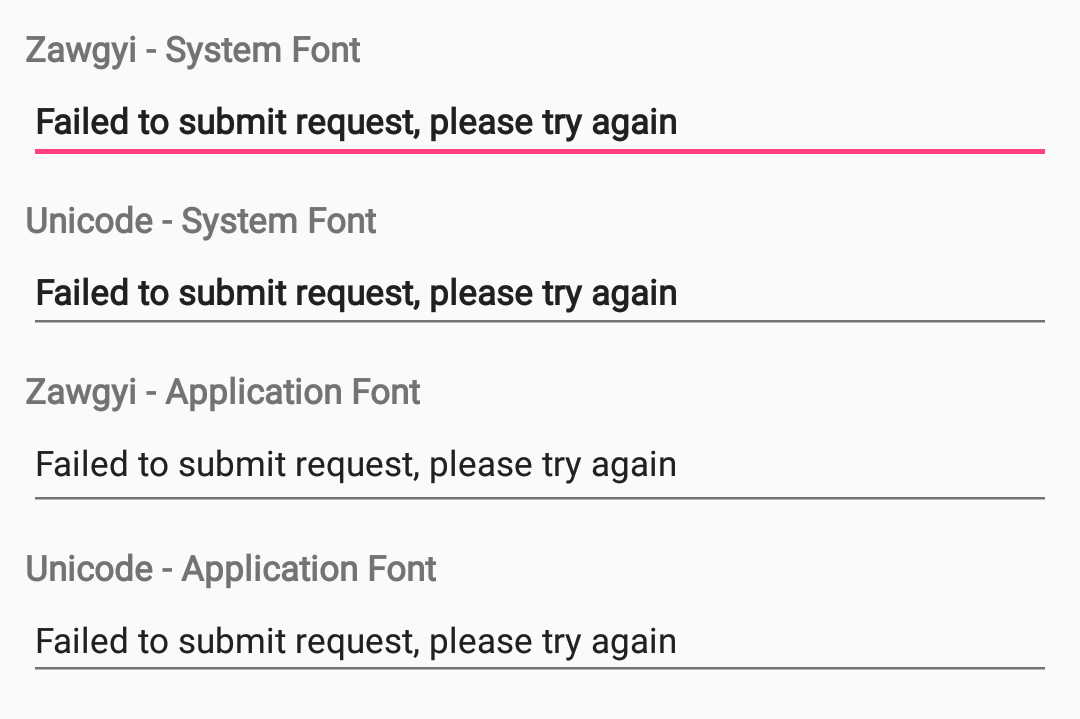 Zawgyi - System Font
Failed to submit request, please try again
Unicode - System Font
Failed to submit request, please try again
Zawgyi - Application Font
Failed to submit request, please try again
Unicode - Application Font
Failed to submit request, please try again